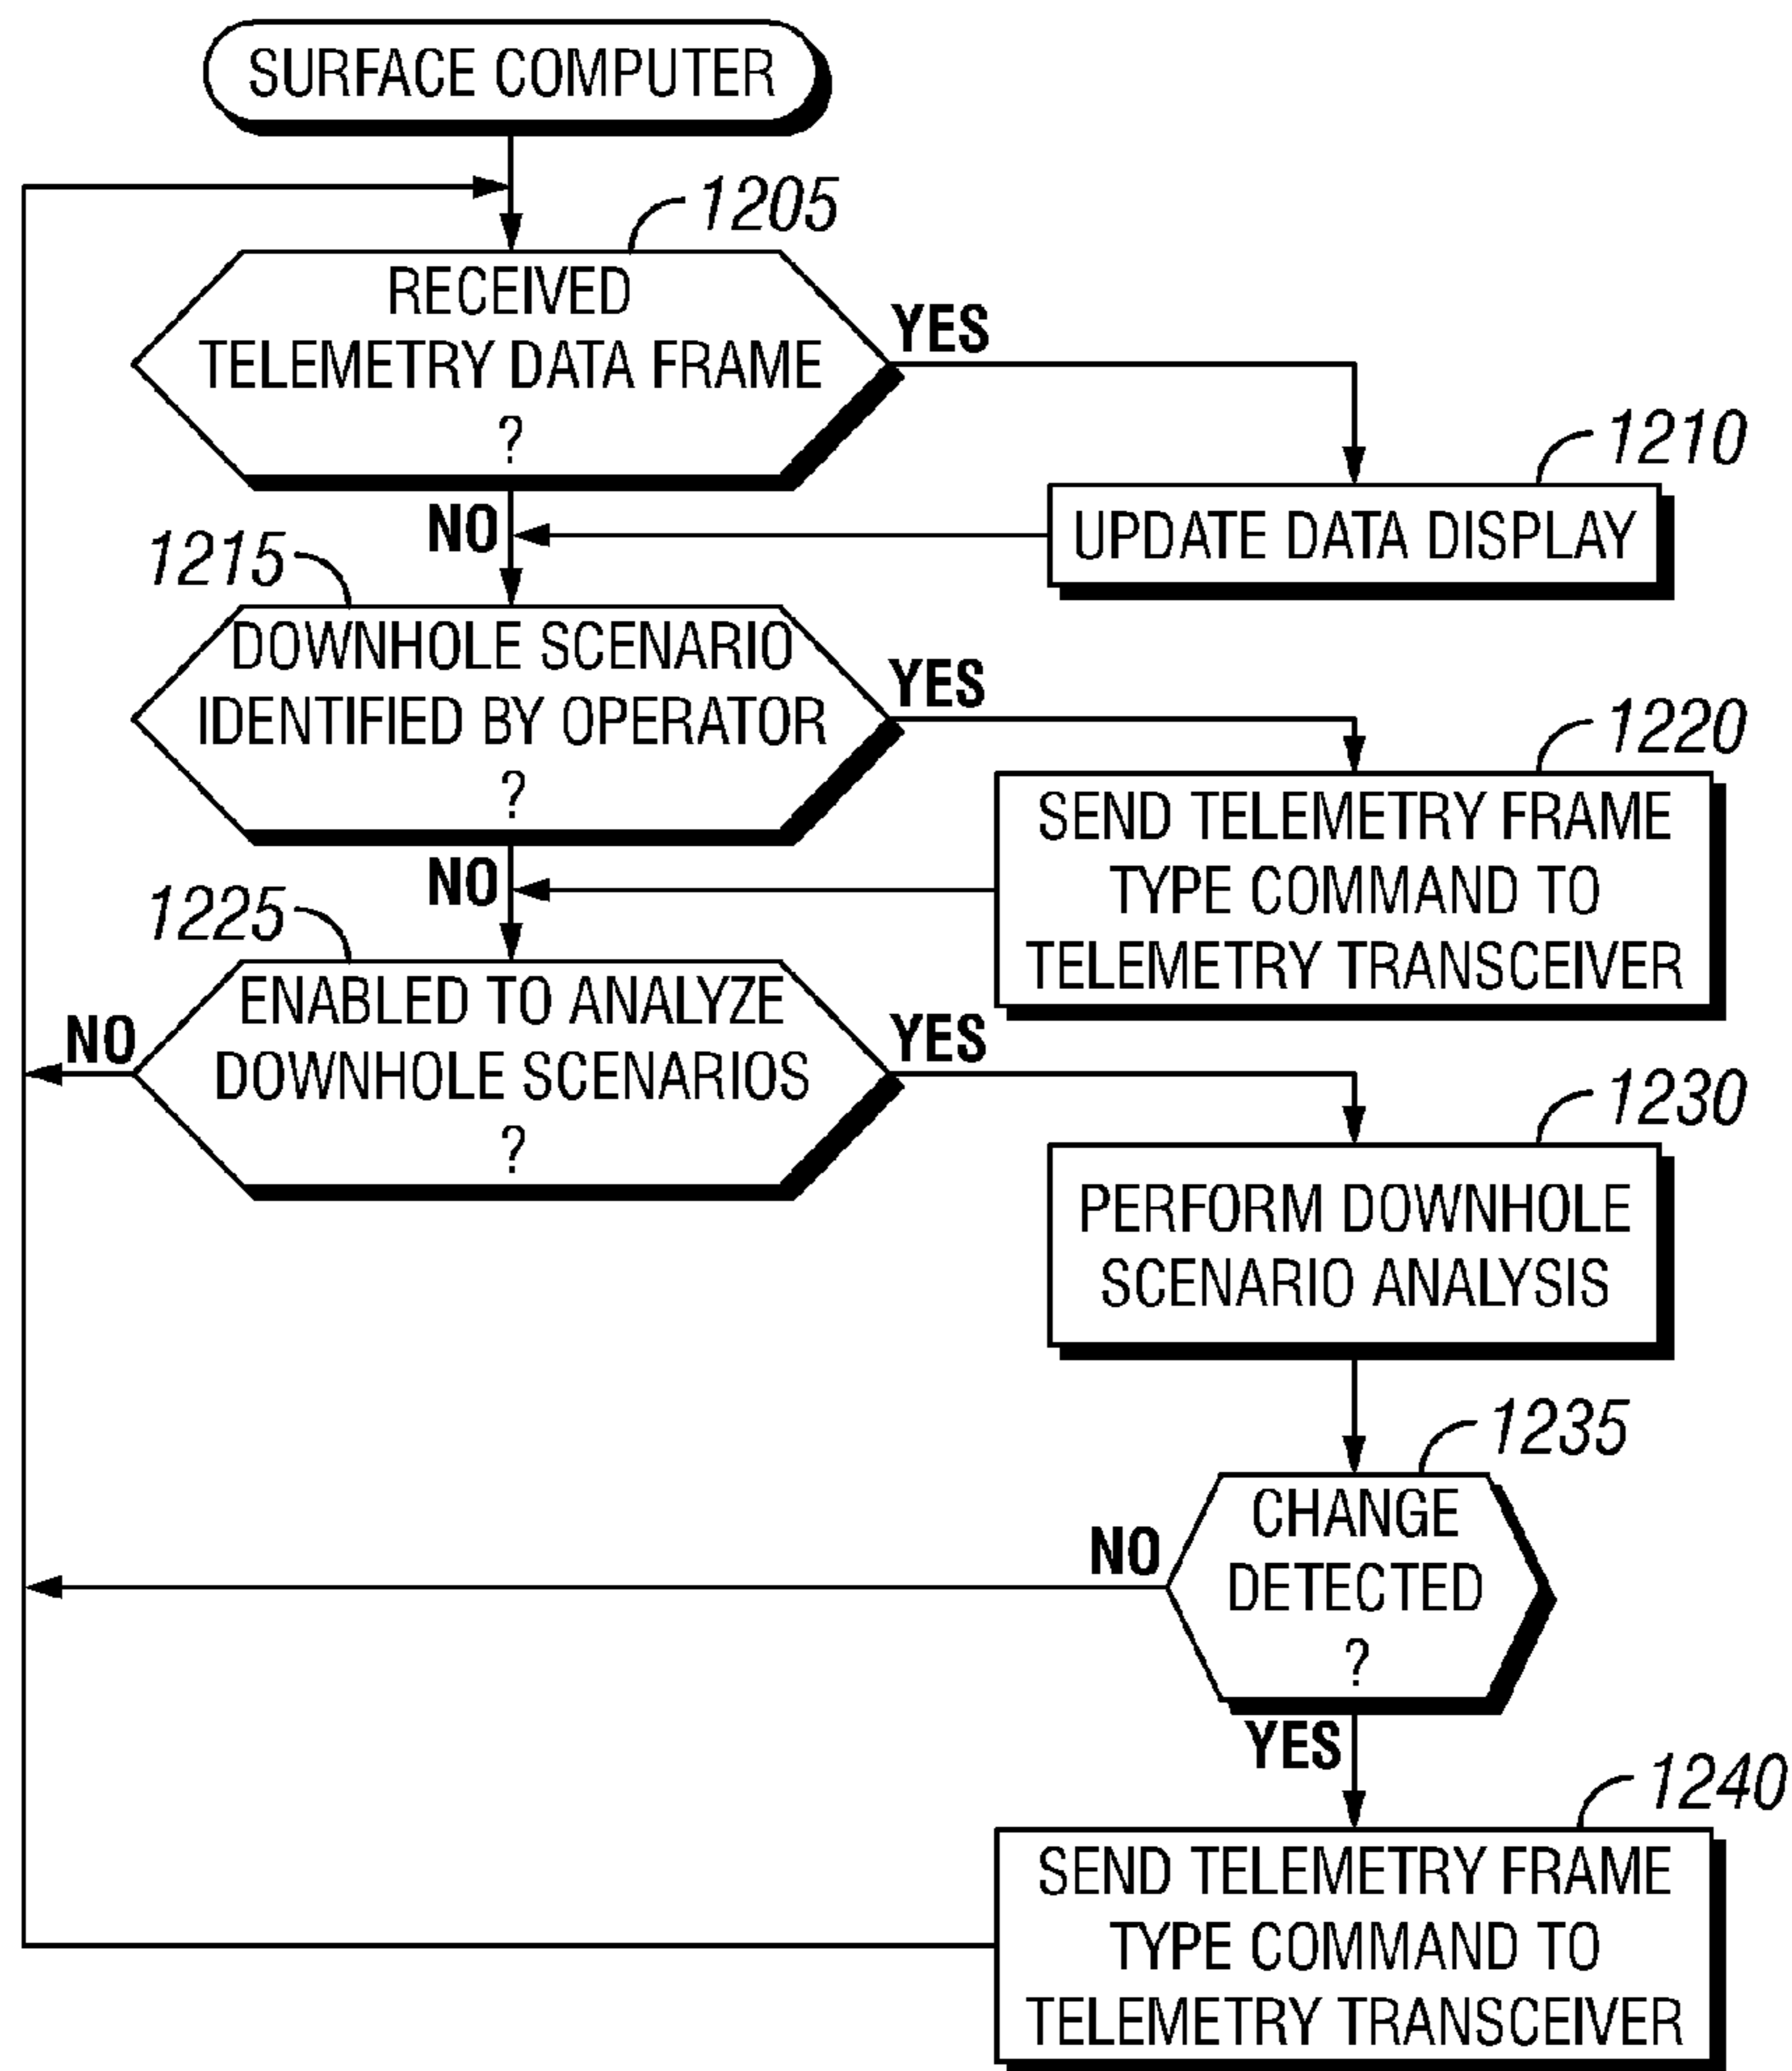 SURFACE COMPUTER
1205
RECEIVED
TELEMETRY DATA FRAME
?
YES
NO
1210
UPDATE DATA DISPLAY
1215
DOWNHOLE SCENARIO
IDENTIFIED BY OPERATOR
?
YES
NO
1220
SEND TELEMETRY FRAME
TYPE COMMAND TO
TELEMETRY TRANSCEIVER
1225
ENABLED TO ANALYZE
DOWNHOLE SCENARIOS
?
NO
YES
1230
PERFORM DOWNHOLE
SCENARIO ANALYSIS
1235
CHANGE
DETECTED
?
NO
YES
1240
SEND TELEMETRY FRAME
TYPE COMMAND TO
TELEMETRY TRANSCEIVER